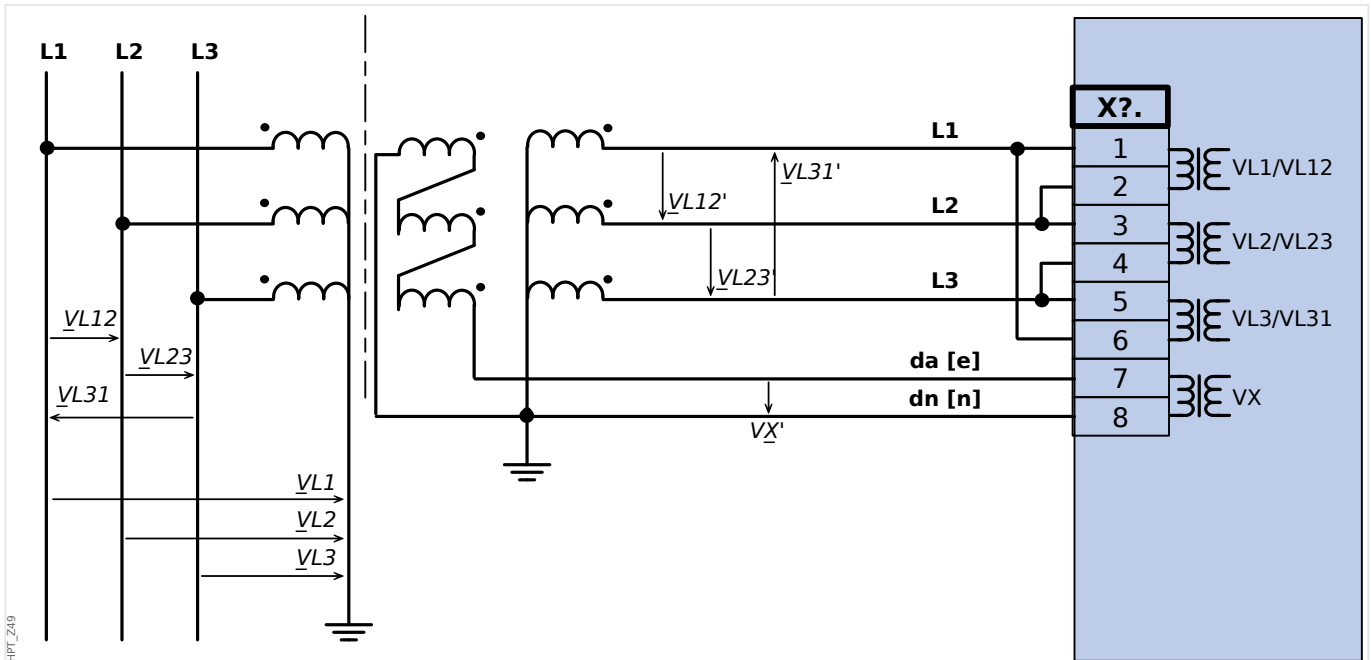 L1 L2 L3
X?.
L1
1
VL1/VL12
VL31'
2
VL12'
L2
3
VL2/VL23
4
VL23'
L3
5
VL3/VL31
VL12
6
VL23
da [e]
7
VL31
dn [n]
VX
8
VX'
VL1
VL2
VL3
HPT_Z49